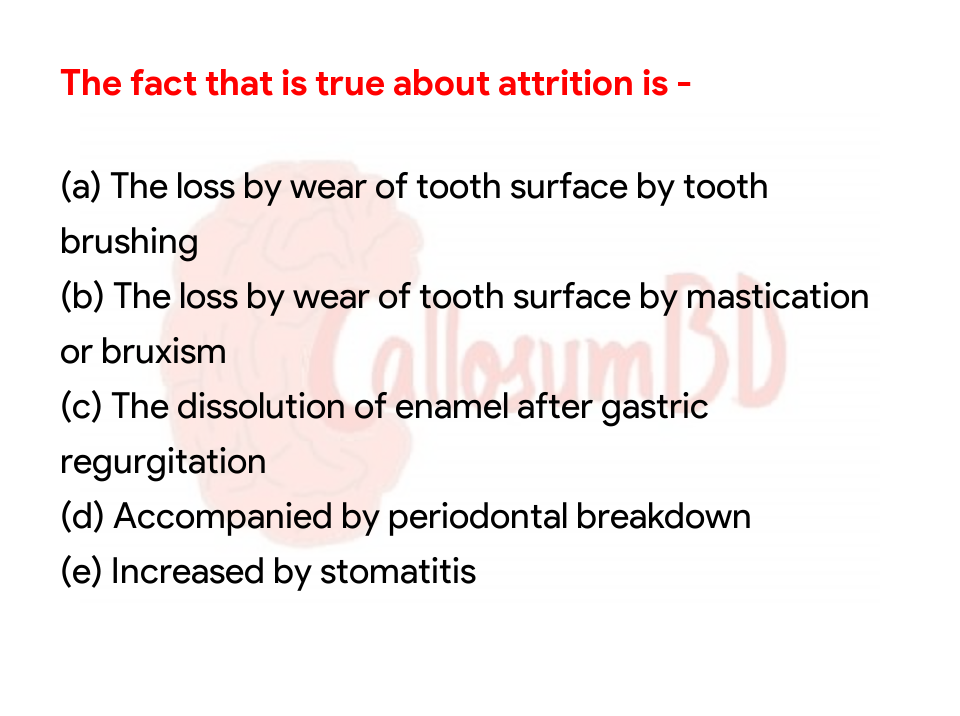 The fact that is true about attrition is -
(a) The loss by wear of tooth surface by tooth
brushing
(b) The loss by wear of tooth surface by mastication
or bruxism
(c) The dissolution of enamel after gastric
regurgitation
(d) Accompanied by periodontal breakdown
(e) Increased by stomatitis
CallosumBD